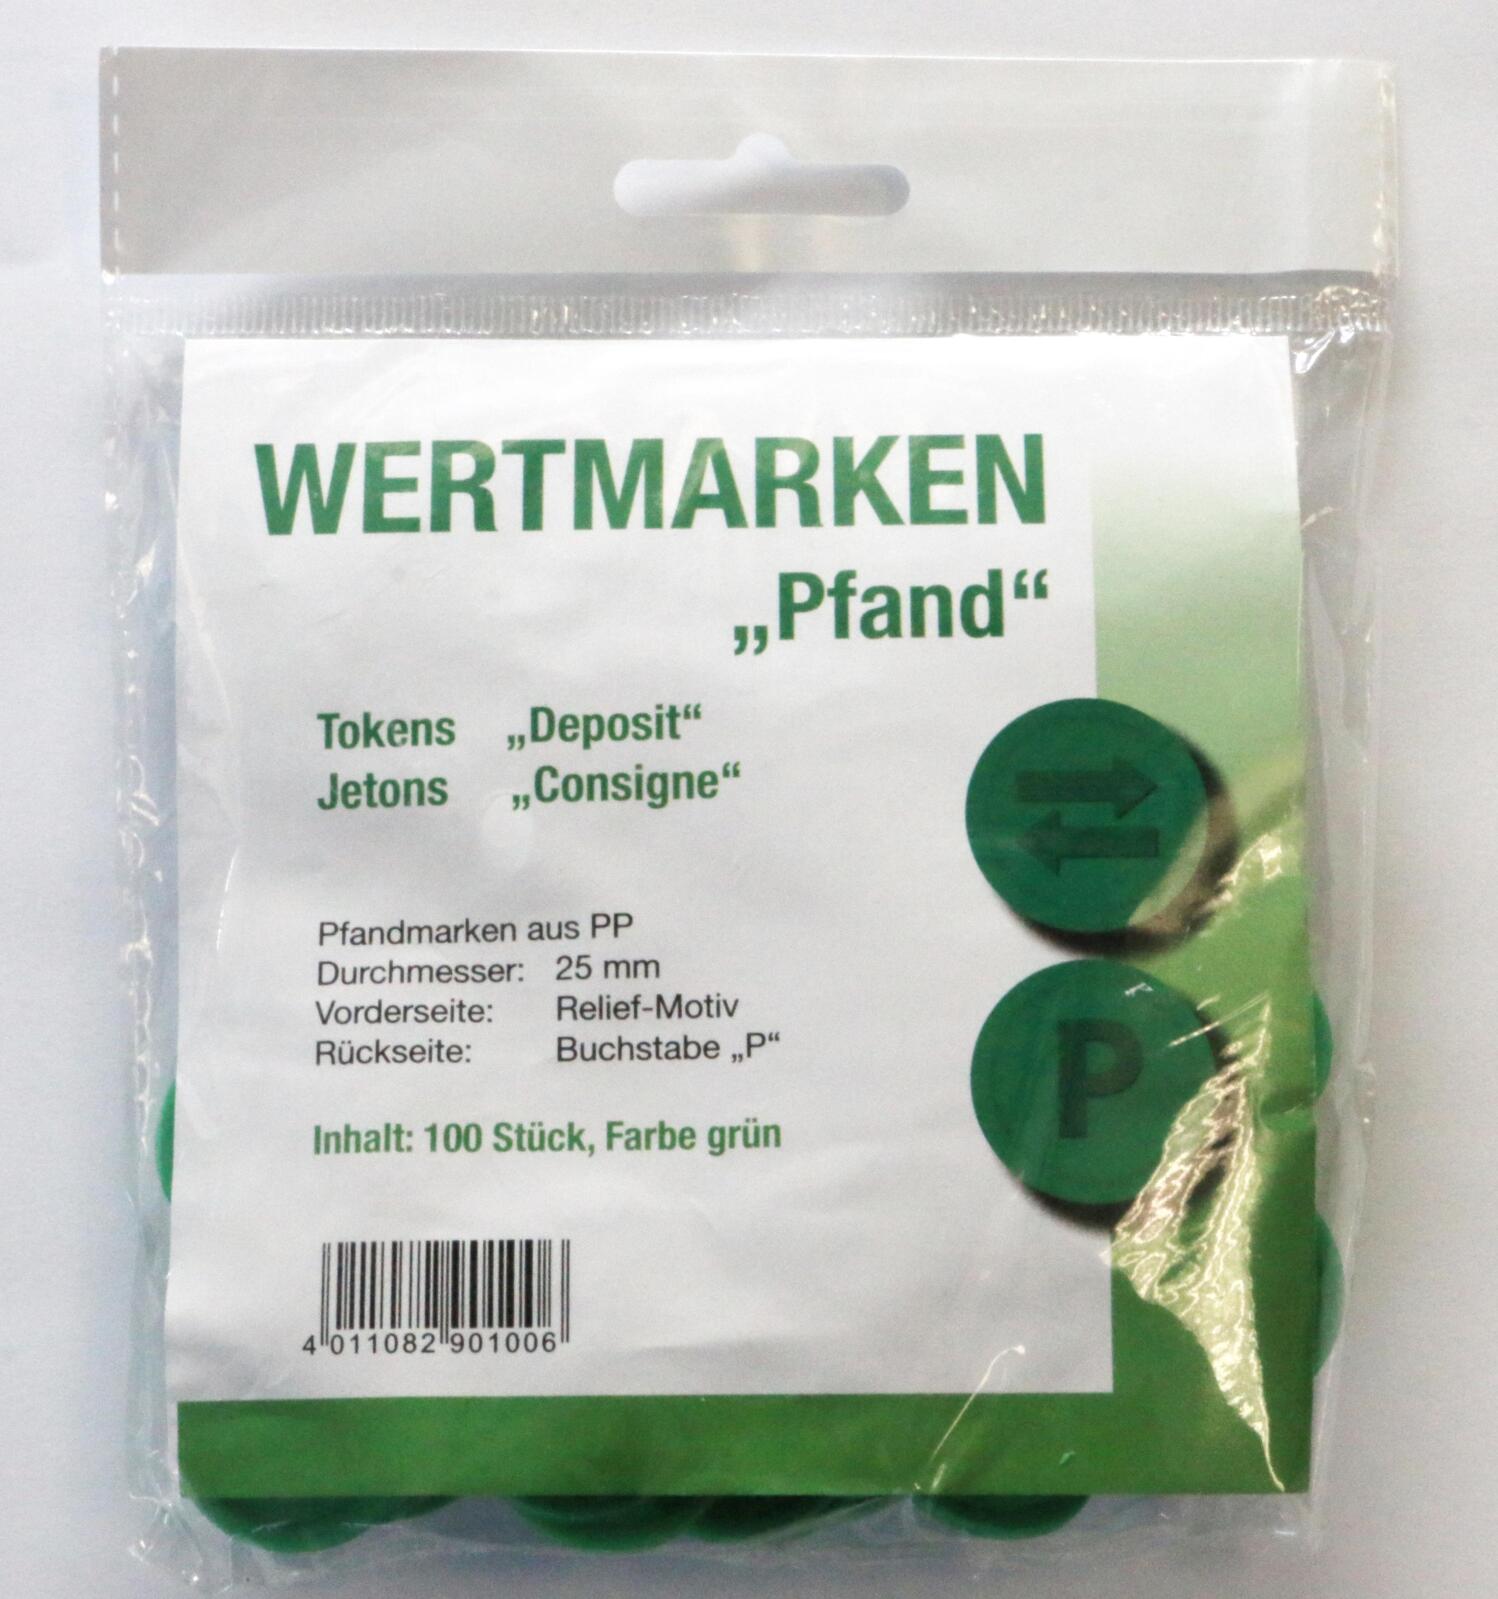 WERTMARKEN
„Pfand“
Tokens „Deposit“
Jetons „Consigne“
Pfandmarken aus PP
Durchmesser: 25 mm
Vorderseite: Relief-Motiv
Rückseite: Buchstabe „P“
P
Inhalt: 100 Stück, Farbe grün
4 011082 901006